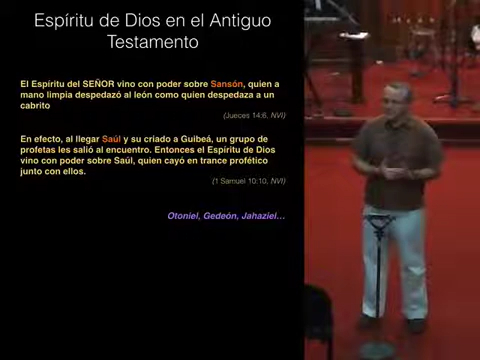 Espíritu de Dios en el Antiguo
Testamento
El Espíritu del SEÑOR vino con poder sobre Sansón, quien a
mano limpia despedazó al león como quien despedaza a un
cabrito
(Jueces 14:6, NVI)
En efecto, al llegar Saúl y su criado a Guibeá, un grupo de
profetas les salió al encuentro. Entonces el Espíritu de Dios
vino con poder sobre Saúl, quien cayó en trance profético
junto con ellos.
(1 Samuel 10:10, NVI)
Otoniel, Gedeón, Jahaziel…